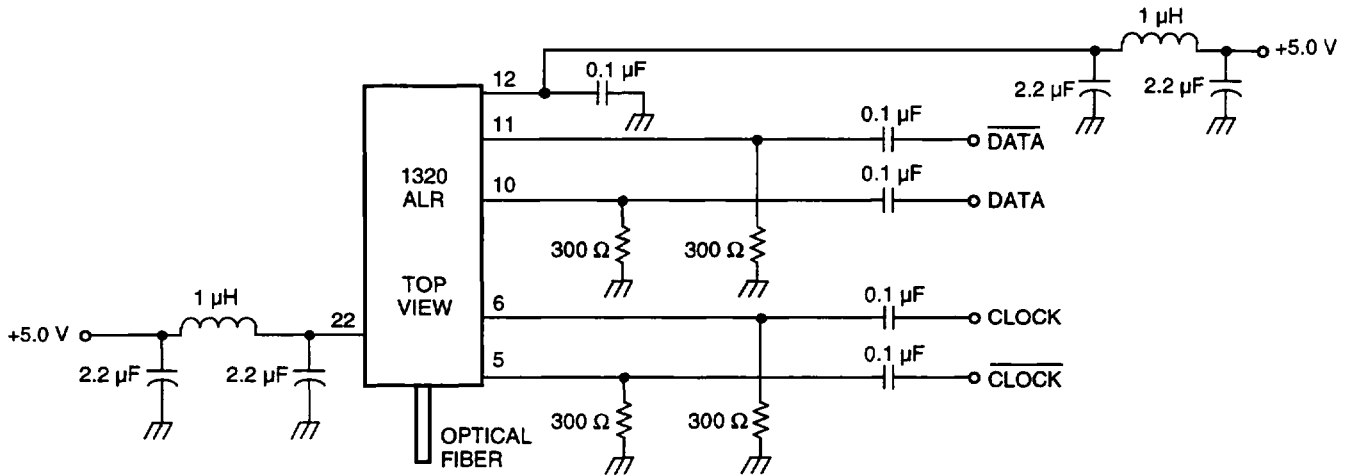 1 µH
+5.0 V
2.2 µF
2.2 µF
12
0.1 µF
11
0.1 µF
DATA
1320
ALR
10
0.1 µF
DATA
300 Ω
300 Ω
TOP
VIEW
6
0.1 µF
CLOCK
1 µH
+5.0 V
22
5
0.1 µF
CLOCK
2.2 µF
2.2 µF
300 Ω
300 Ω
OPTICAL
FIBER